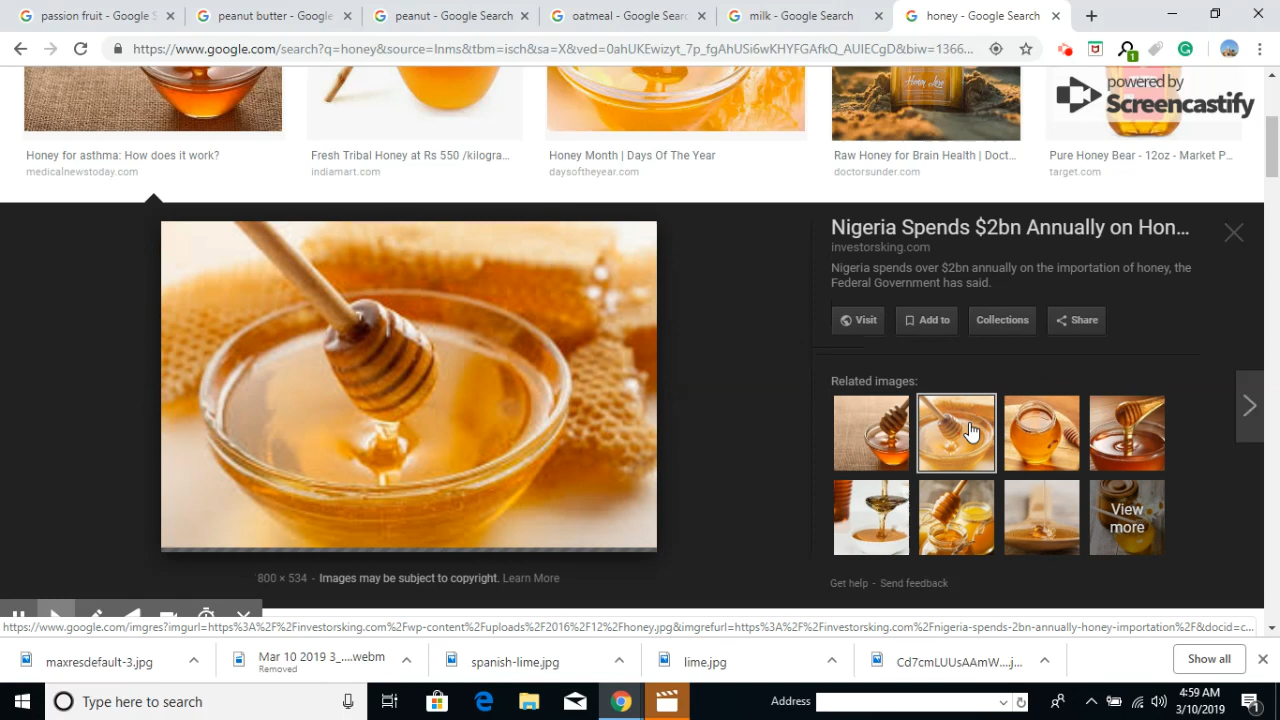 passion fruit - Google S
peanut butter - Google S
peanut - Google Search
oatmeal - Google Search
milk - Google Search
honey - Google Search
https://www.google.com/search?q=honey&source=lnms&tbm=isch&sa=X&ved=0ahUKEwizyt_7p_fgAhUSi6wKHYFGAfkQ_AUIECgD&biw=1366...
1
powered by
Screencastify
Honey for asthma: How does it work?
medicalnewstoday.com
Fresh Tribal Honey at Rs 550 /kilogra...
indiamart.com
Honey Month | Days Of The Year
daysoftheyear.com
Raw Honey for Brain Health | Doct...
doctorsunder.com
Pure Honey Bear - 12oz - Market P...
target.com
Nigeria Spends $2bn Annually on Hon...
investorsking.com
Nigeria spends over $2bn annually on the importation of honey, the
Federal Government has said.
Visit
Add to
Collections
Share
Related images:
View
more
800 × 534 - Images may be subject to copyright. Learn More
Get help - Send feedback
https://www.google.com/imgres?imgurl=https%3A%2F%2Finvestorsking.com%2Fwp-content%2Fuploads%2F2016%2F12%2Fhoney.jpg&imgrefurl=https%3A%2F%2Finvestorsking.com%2Fnigeria-spends-2bn-annually-honey-importation%2F&docid=c...
maxresdefault-3.jpg
Mar 10 2019 3_....webm
Removed
spanish-lime.jpg
lime.jpg
Cd7cmLUUsAAmW....j...
Show all
Type here to search
Address
4:59 AM
3/10/2019
1